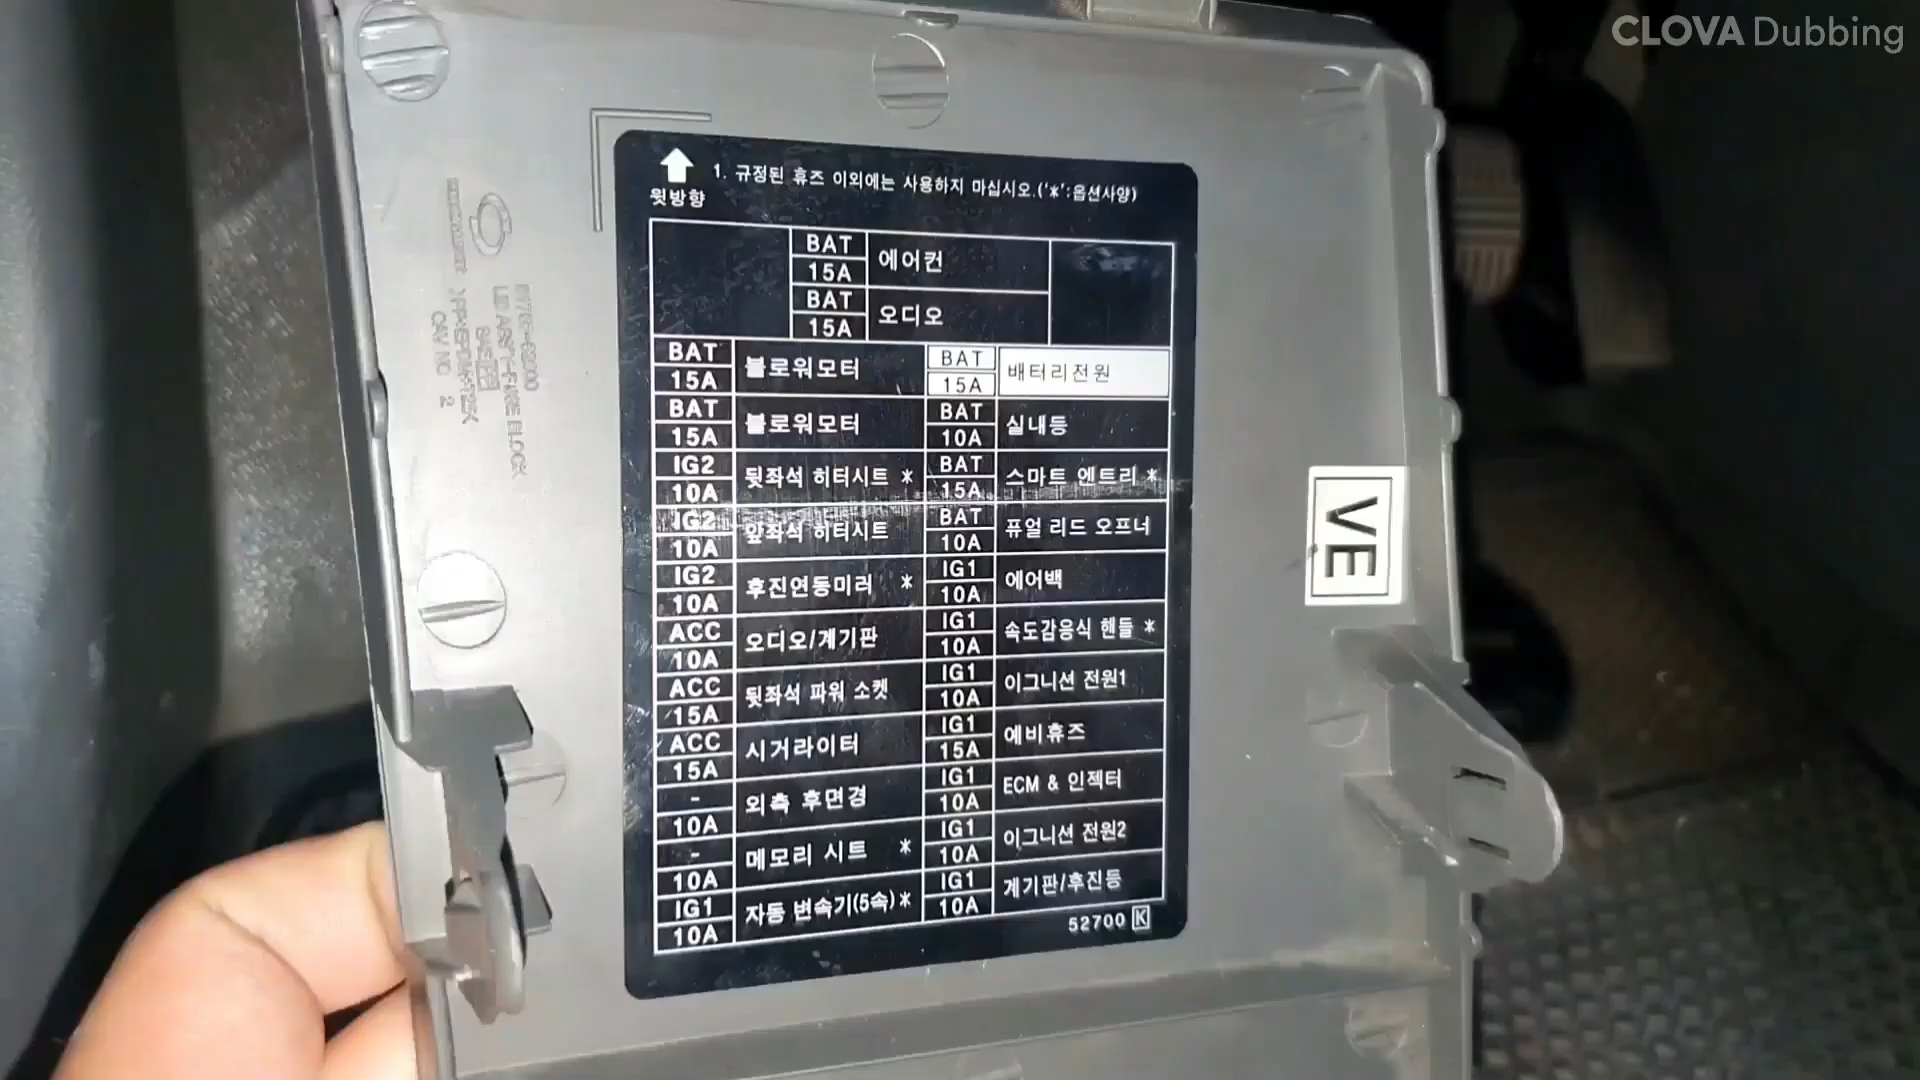 CLOVA Dubbing
윗방향
1. 규정된 휴즈 이외에는 사용하지 마십시오.('*':옵션사양)
BAT 15A 에어컨
BAT 15A 오디오
BAT 15A 블로워모터
BAT 15A 배터리전원
BAT 15A 블로워모터
BAT 10A 실내등
IG2 10A 뒷좌석 히터시트 *
BAT 15A 스마트 엔트리 *
IG2 10A 앞좌석 히터시트
BAT 10A 퓨얼 리드 오프너
IG2 10A 후진연동미러 *
IG1 10A 에어백
ACC 10A 오디오/계기판
IG1 10A 속도감응식 핸들 *
ACC 15A 뒷좌석 파워 소켓
IG1 10A 이그니션 전원1
ACC 15A 시거라이터
IG1 15A 예비휴즈
- 10A 외측 후면경
IG1 10A ECM & 인젝터
- 10A 메모리 시트 *
IG1 10A 이그니션 전원2
IG1 10A 자동 변속기(5속)*
IG1 10A 계기판/후진등
52700 K
VE
CAV NO 2